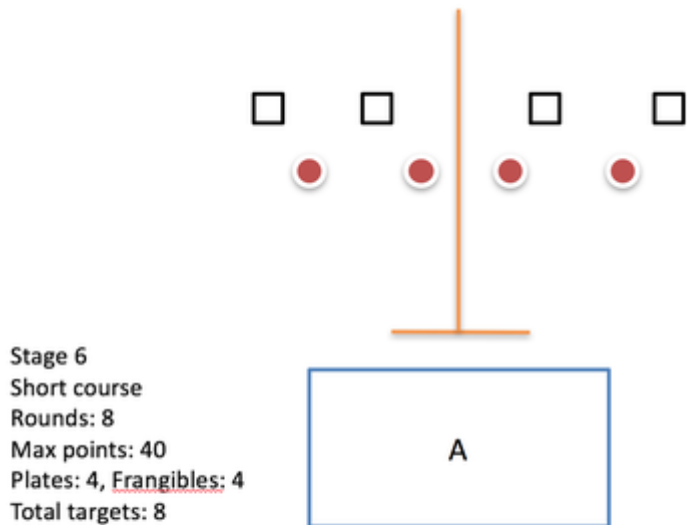 Stage 6
Short course
Rounds: 8
Max points: 40
Plates: 4, Frangibles: 4
Total targets: 8
A